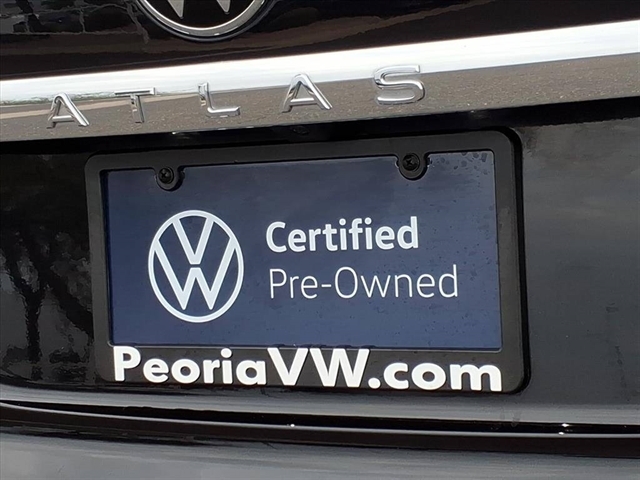 ATLAS
Certified
Pre-Owned
PeoriaVW.com